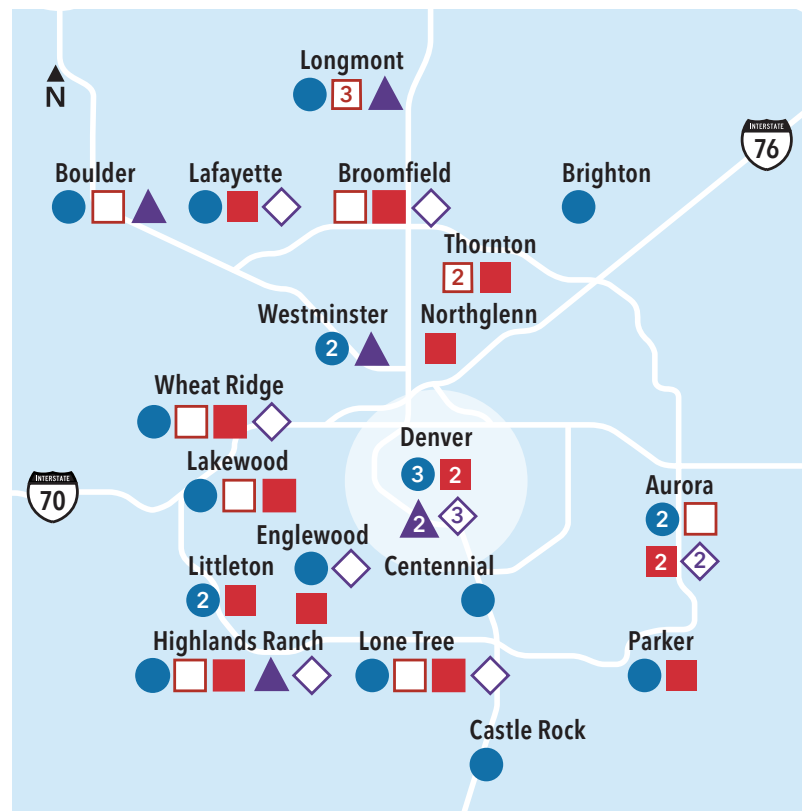 Longmont
3
N
INTERSTATE
76
Boulder
Lafayette
Broomfield
Brighton
Thornton
2
Westminster
Northglenn
2
Wheat Ridge
Denver
3
2
2
3
Lakewood
INTERSTATE
70
Aurora
2
2
2
Englewood
Littleton
2
Centennial
Highlands Ranch
Lone Tree
Parker
Castle Rock